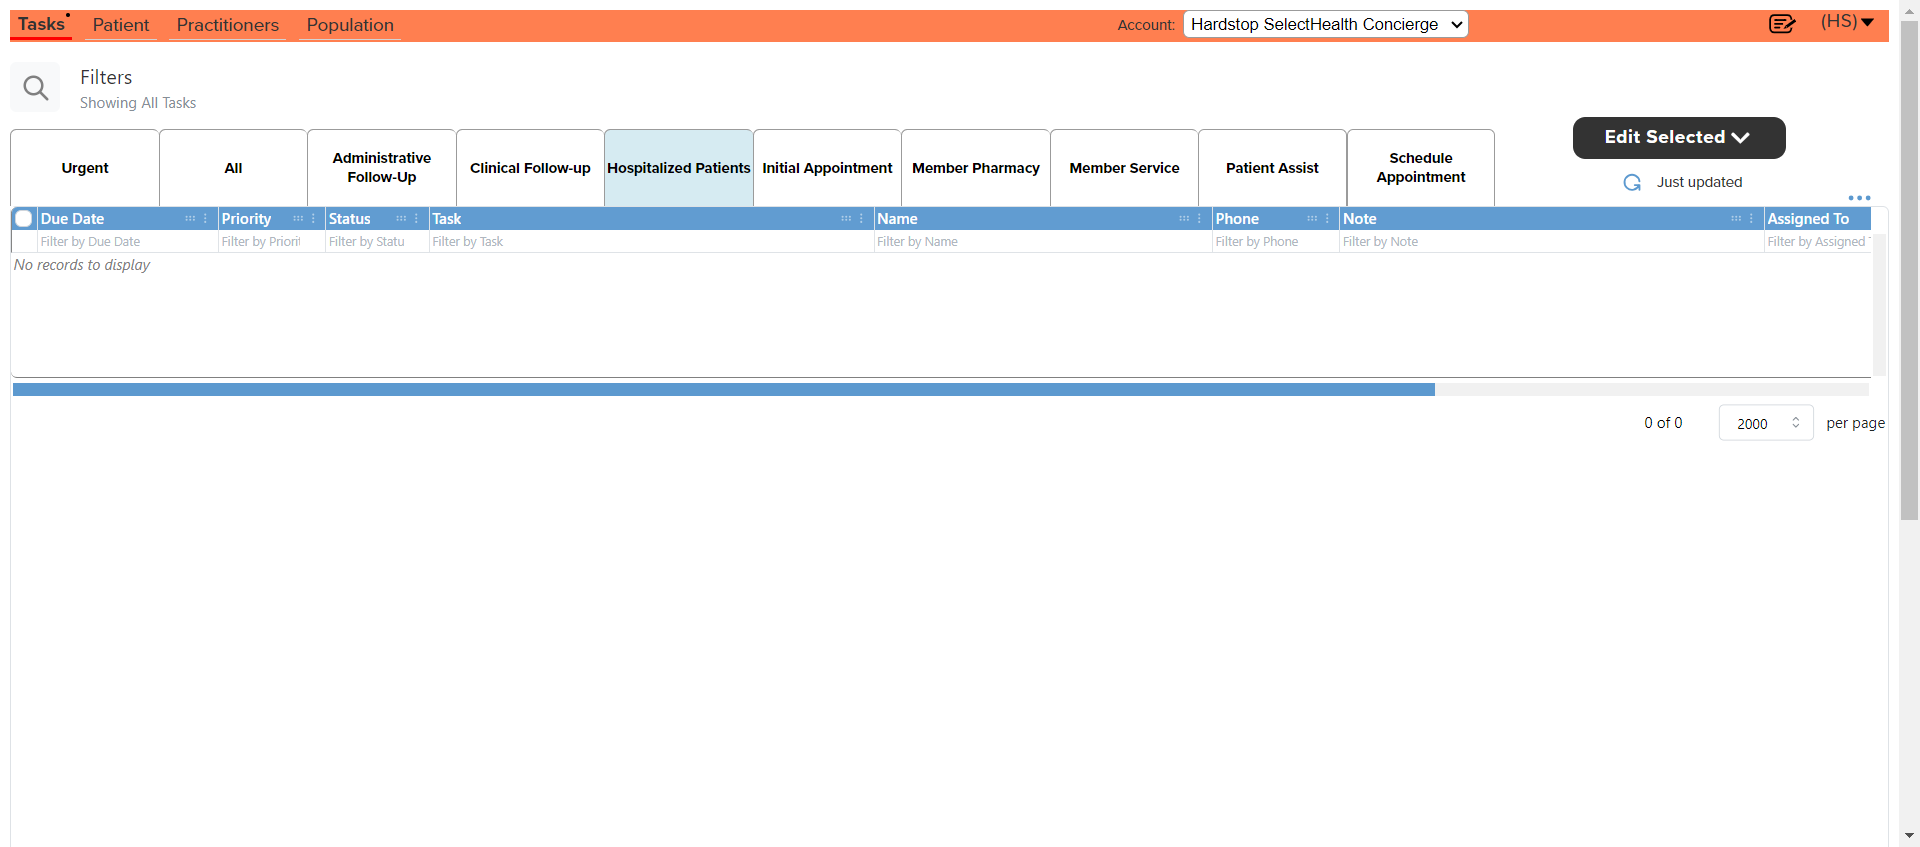 Tasks Patient Practitioners Population Account: Hardstop SelectHealth Concierge (HS)
Filters
Showing All Tasks
Edit Selected
Urgent All Administrative Follow-Up Clinical Follow-up Hospitalized Patients Initial Appointment Member Pharmacy Member Service Patient Assist Schedule Appointment
Just updated
Due Date Priority Status Task Name Phone Note Assigned To
Filter by Due Date Filter by Priorit Filter by Statu Filter by Task Filter by Name Filter by Phone Filter by Note Filter by Assigned
No records to display
0 of 0 2000 per page